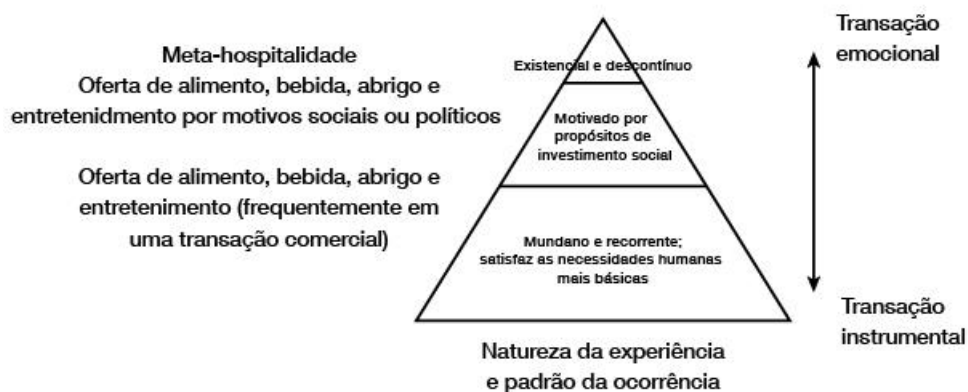 Meta-hospitalidade
Oferta de alimento, bebida, abrigo e
entretenidmento por motivos sociais ou políticos
Oferta de alimento, bebida, abrigo e
entretenimento (frequentemente em
uma transação comercial)
Existencial e descontínuo
Motivado por
propósitos de
investimento social
Mundano e recorrente;
satisfaz as necessidades humanas
mais básicas
Transação
emocional
Transação
instrumental
Natureza da experiência
e padrão da ocorrência